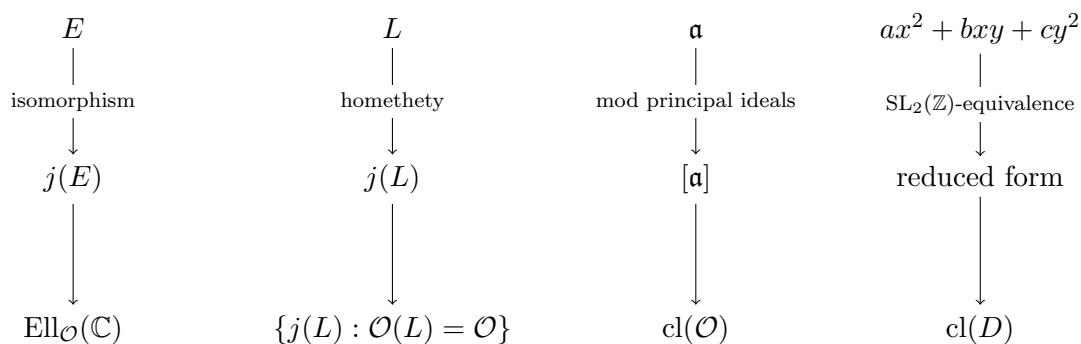 E L 𝔞 ax² + bxy + cy²
isomorphism homethety mod principal ideals SL₂(ℤ)-equivalence
j(E) j(L) [𝔞] reduced form
Ell_𝒪(ℂ) {j(L) : 𝒪(L) = 𝒪} cl(𝒪) cl(D)